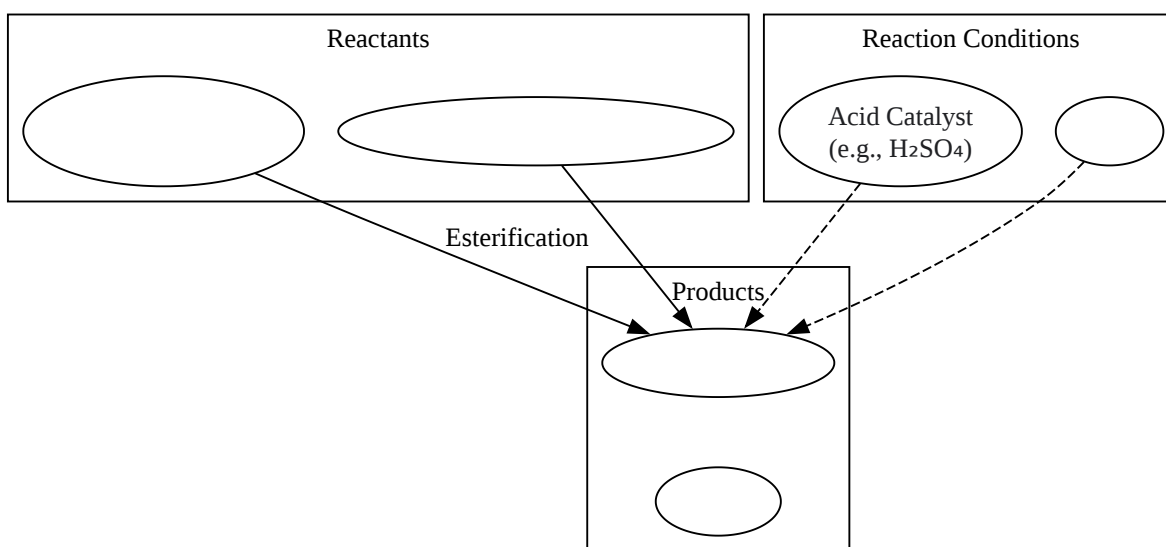 Reactants
Reaction Conditions
Acid Catalyst
(e.g., H₂SO₄)
Esterification
Products